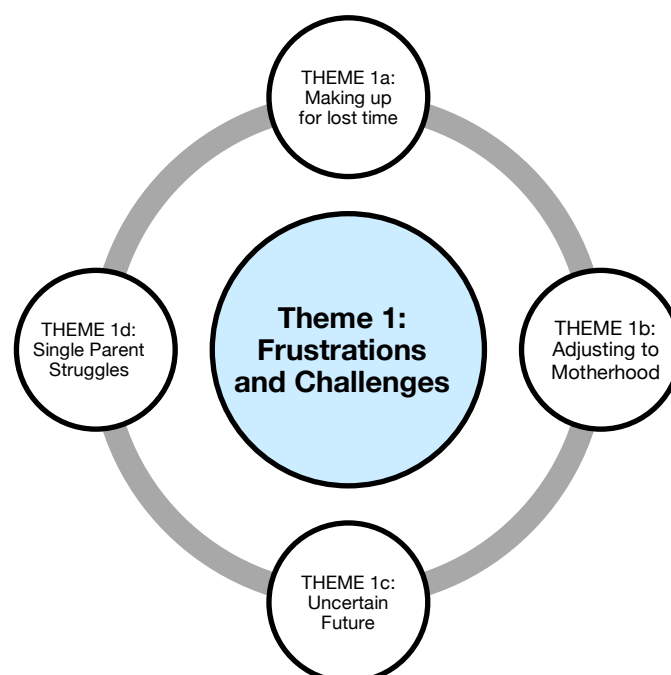 THEME 1a:
Making up
for lost time
THEME 1d:
Single Parent
Struggles
Theme 1:
Frustrations
and Challenges
THEME 1b:
Adjusting to
Motherhood
THEME 1c:
Uncertain
Future